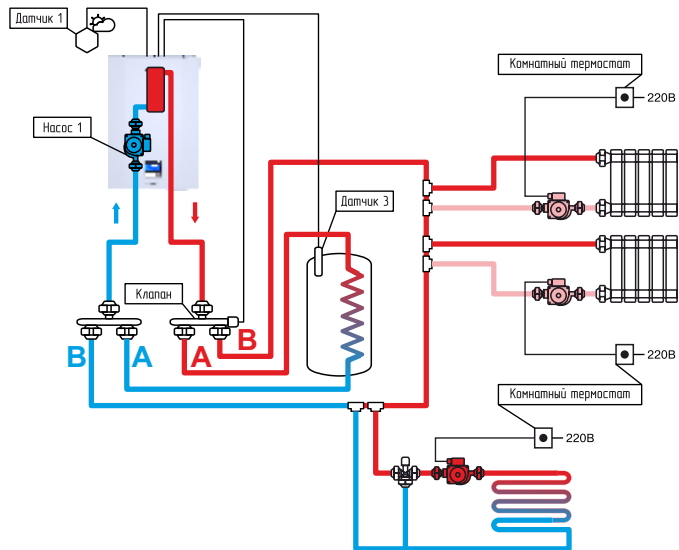 Датчик 1
Комнатный термостат
220В
Насос 1
Датчик 3
Клапан
B
A
A
B
220В
Комнатный термостат
220В